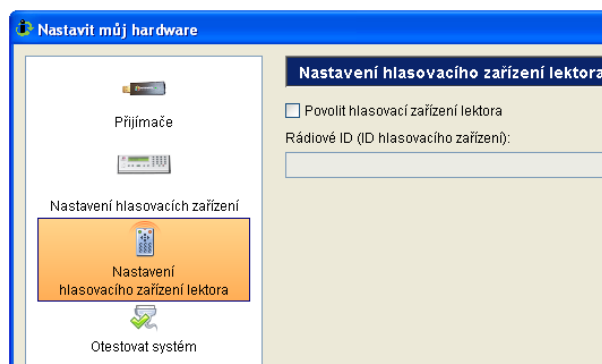 Nastavit můj hardware
Přijímače
Nastavení hlasovacích zařízení
Nastavení
hlasovacího zařízení lektora
Otestovat systém
Nastavení hlasovacího zařízení lektora
Povolit hlasovací zařízení lektora
Rádiové ID (ID hlasovacího zařízení):